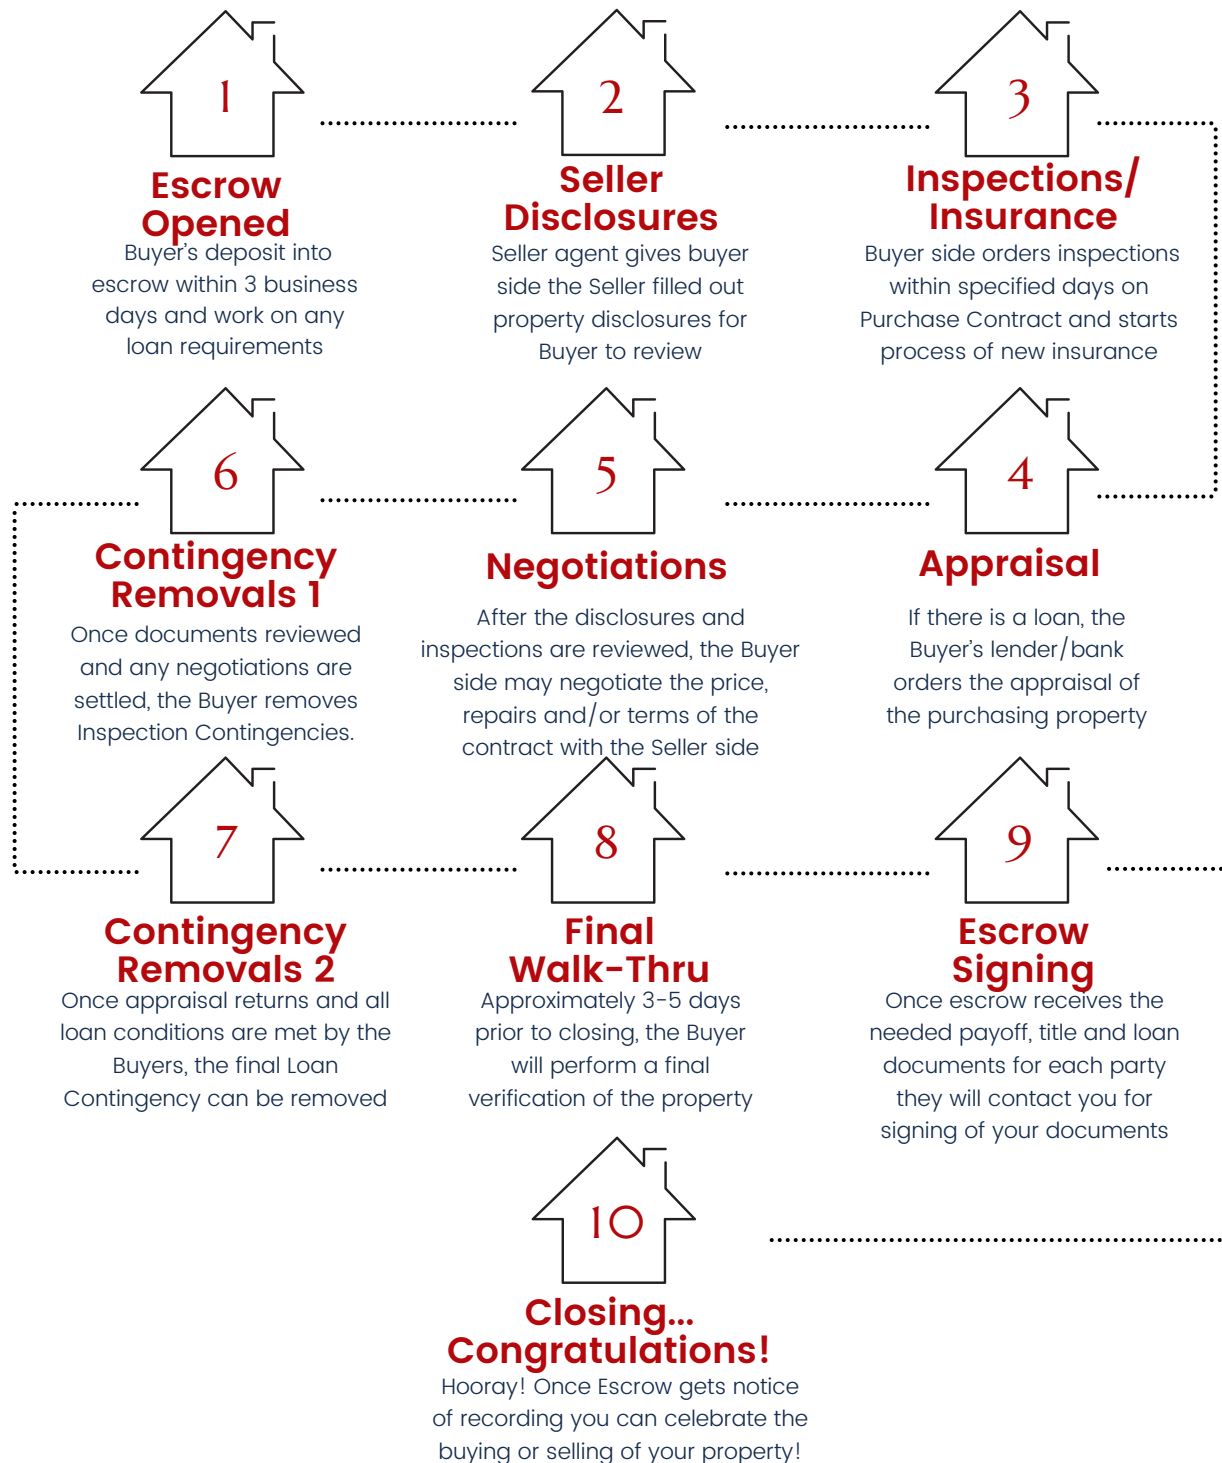 1
Escrow
Opened
Buyer's deposit into
escrow within 3 business
days and work on any
loan requirements
2
Seller
Disclosures
Seller agent gives buyer
side the Seller filled out
property disclosures for
Buyer to review
3
Inspections/
Insurance
Buyer side orders inspections
within specified days on
Purchase Contract and starts
process of new insurance
4
Appraisal
If there is a loan, the
Buyer's lender/bank
orders the appraisal of
the purchasing property
5
Negotiations
After the disclosures and
inspections are reviewed, the Buyer
side may negotiate the price,
repairs and/or terms of the
contract with the Seller side
6
Contingency
Removals 1
Once documents reviewed
and any negotiations are
settled, the Buyer removes
Inspection Contingencies.
7
Contingency
Removals 2
Once appraisal returns and all
loan conditions are met by the
Buyers, the final Loan
Contingency can be removed
8
Final
Walk-Thru
Approximately 3-5 days
prior to closing, the Buyer
will perform a final
verification of the property
9
Escrow
Signing
Once escrow receives the
needed payoff, title and loan
documents for each party
they will contact you for
signing of your documents
10
Closing...
Congratulations!
Hooray! Once Escrow gets notice
of recording you can celebrate the
buying or selling of your property!